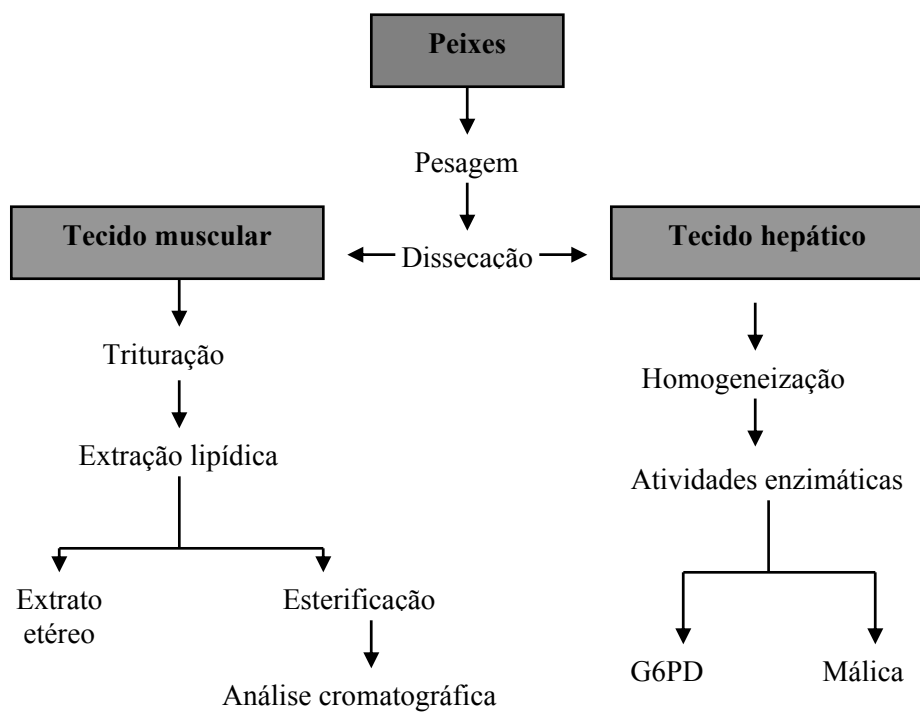 Peixes
Pesagem
Tecido muscular
Dissecação
Tecido hepático
Trituração
Homogeneização
Extração lipídica
Atividades enzimáticas
Extrato
etéreo
Esterificação
G6PD
Málica
Análise cromatográfica